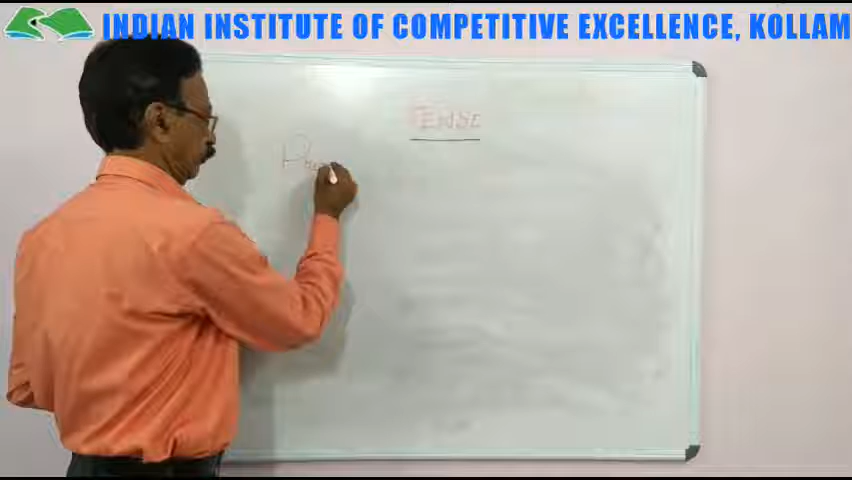 INDIAN INSTITUTE OF COMPETITIVE EXCELLENCE, KOLLAM
TENSE